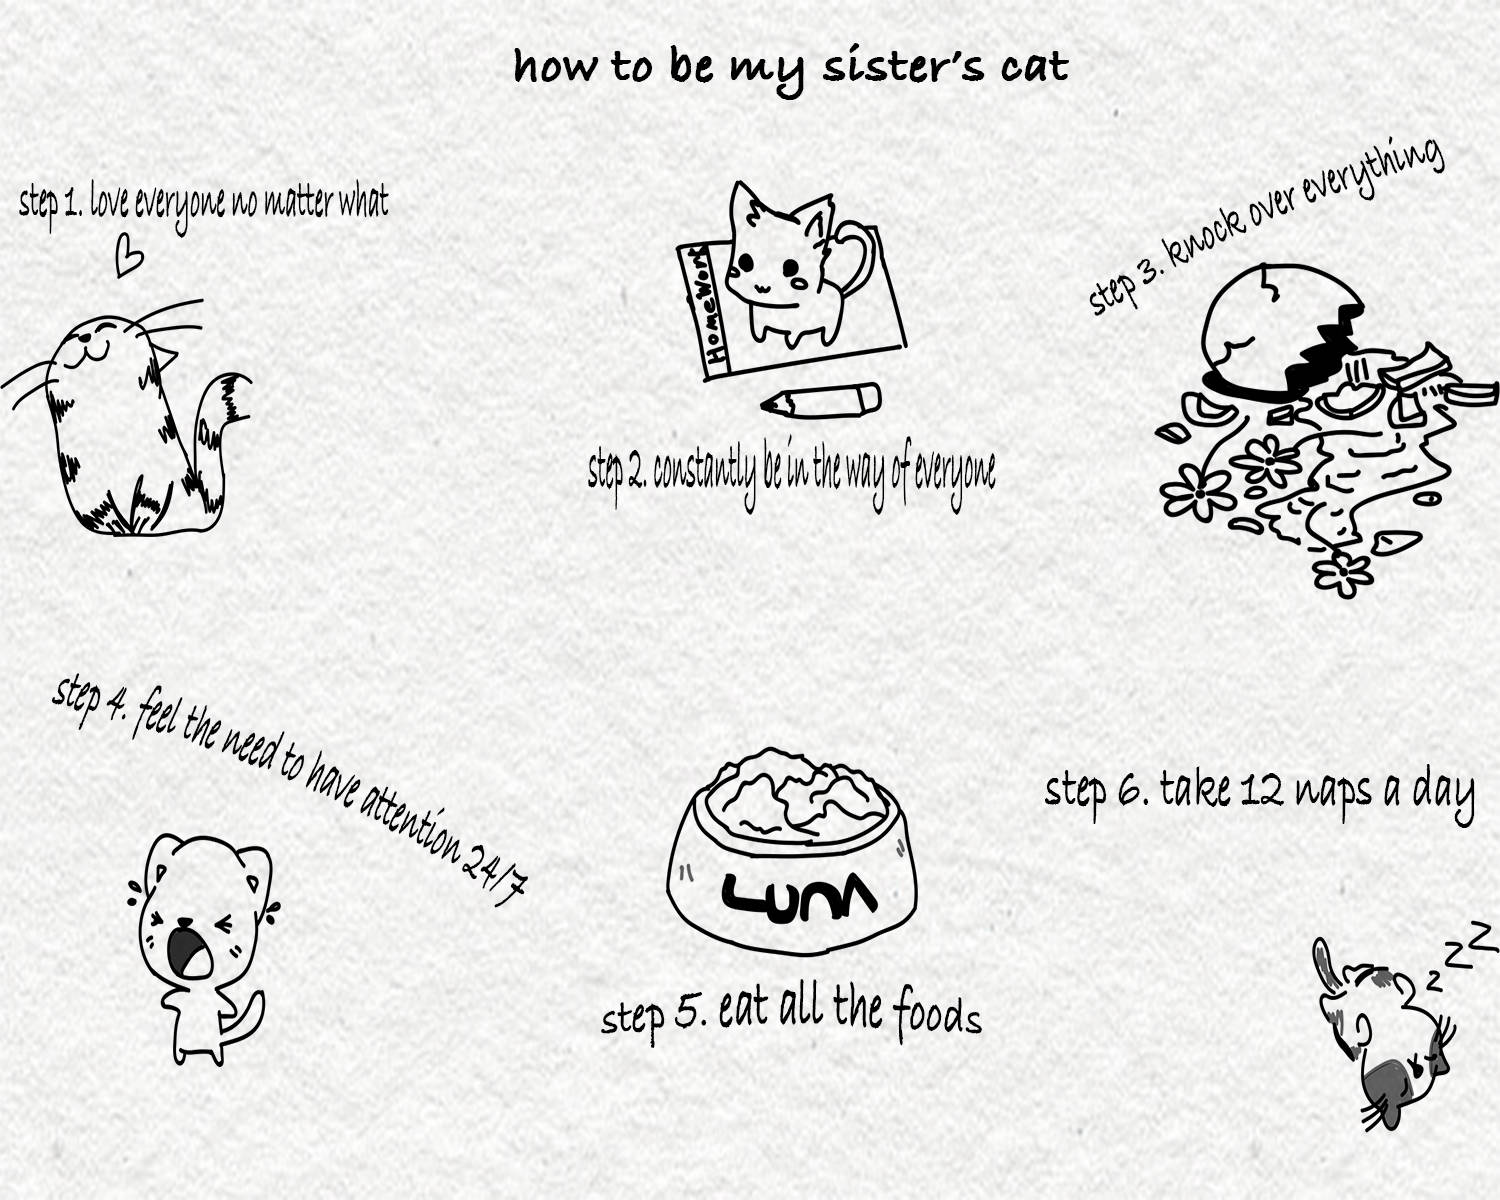 how to be my sister's cat
step 1. love everyone no matter what
HomeWork
step 2. constantly be in the way of everyone
step 3. knock over everything
step 4. feel the need to have attention 24/7
LUNA
step 5. eat all the foods
step 6. take 12 naps a day
z z z